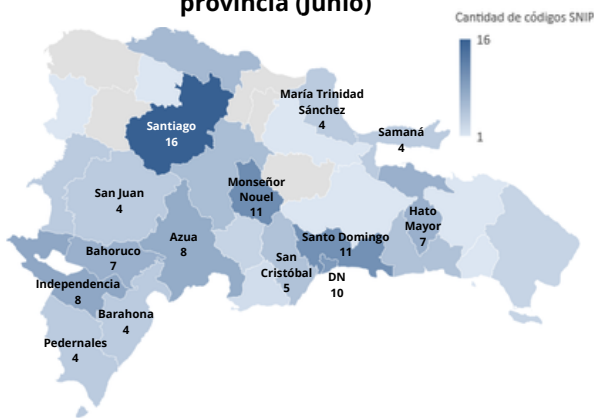 provincia (junio)
Cantidad de códigos SNIP
16
1
María Trinidad
Sánchez
4
Samaná
4
Santiago
16
San Juan
4
Monseñor
Nouel
11
Hato
Mayor
7
Azua
8
Santo Domingo
11
Bahoruco
7
San
Cristóbal
5
DN
10
Independencia
8
Barahona
4
Pedernales
4